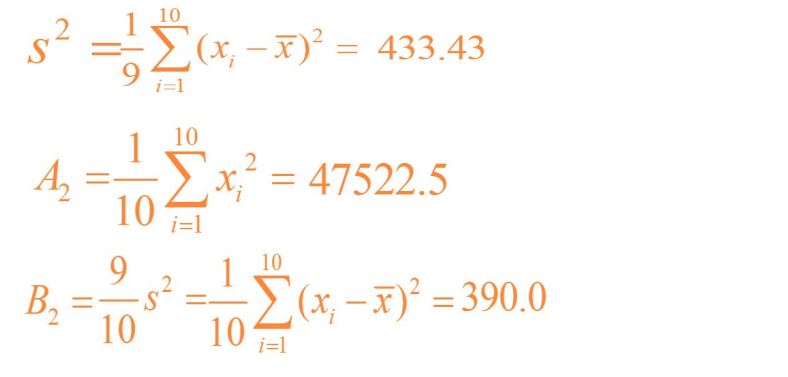 s² = 1/9 ∑_{i=1}^{10} (x_i − x̄)² = 433.43
A₂ = 1/10 ∑_{i=1}^{10} x_i² = 47522.5
B₂ = 9/10 s² = 1/10 ∑_{i=1}^{10} (x_i − x̄)² = 390.0